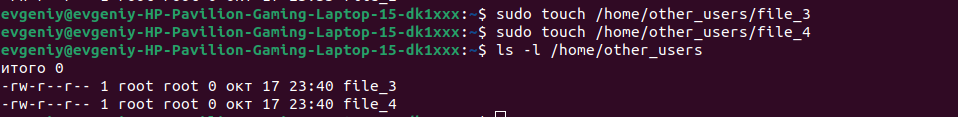 evgeniy@evgeniy-HP-Pavilion-Gaming-Laptop-15-dk1xxx:~$ sudo touch /home/other_users/file_3
evgeniy@evgeniy-HP-Pavilion-Gaming-Laptop-15-dk1xxx:~$ sudo touch /home/other_users/file_4
evgeniy@evgeniy-HP-Pavilion-Gaming-Laptop-15-dk1xxx:~$ ls -l /home/other_users
итого 0
-rw-r--r-- 1 root root 0 окт 17 23:40 file_3
-rw-r--r-- 1 root root 0 окт 17 23:40 file_4